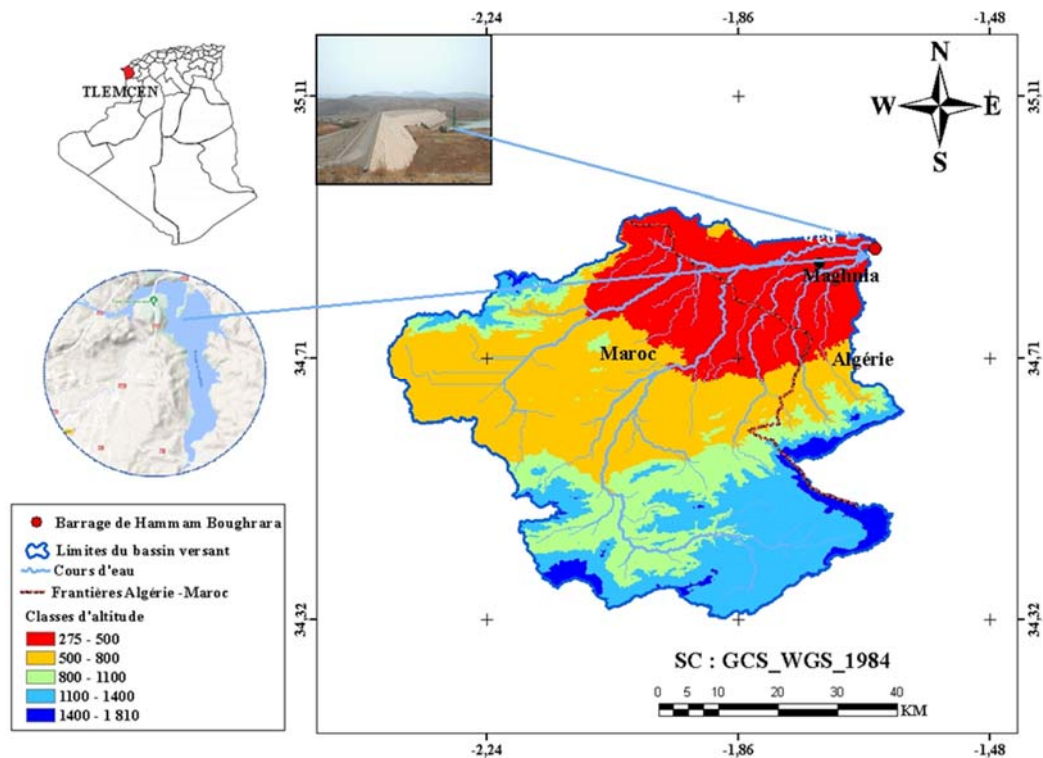 TLEMCEN
-2,24
-1,86
-1,48
35,11
34,71
34,32
N
W
E
S
35,11
34,71
34,32
Maghnia
Maroc
Algérie
Barrage de Hammam Boughrara
Limites du bassin versant
Cours d'eau
Frantières Algérie -Maroc
Classes d'altitude
275 - 500
500 - 800
800 - 1100
1100 - 1400
1400 - 1 810
SC : GCS_WGS_1984
0 5 10 20 30 40
KM
-2,24
-1,86
-1,48